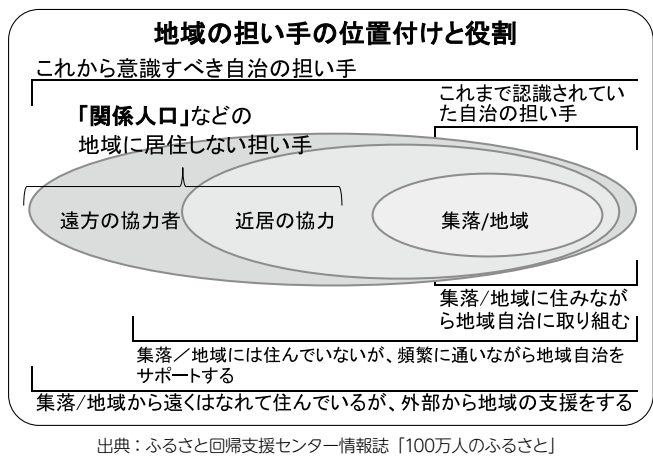 地域の担い手の位置付けと役割
これから意識すべき自治の担い手
これまで認識されてい
た自治の担い手
「関係人口」などの
地域に居住しない担い手
遠方の協力者
近居の協力
集落/地域
集落/地域に住みなが
ら地域自治に取り組む
集落／地域には住んでいないが、頻繁に通いながら地域自治を
サポートする
集落/地域から遠くはなれて住んでいるが、外部から地域の支援をする
出典：ふるさと回帰支援センター情報誌「100万人のふるさと」